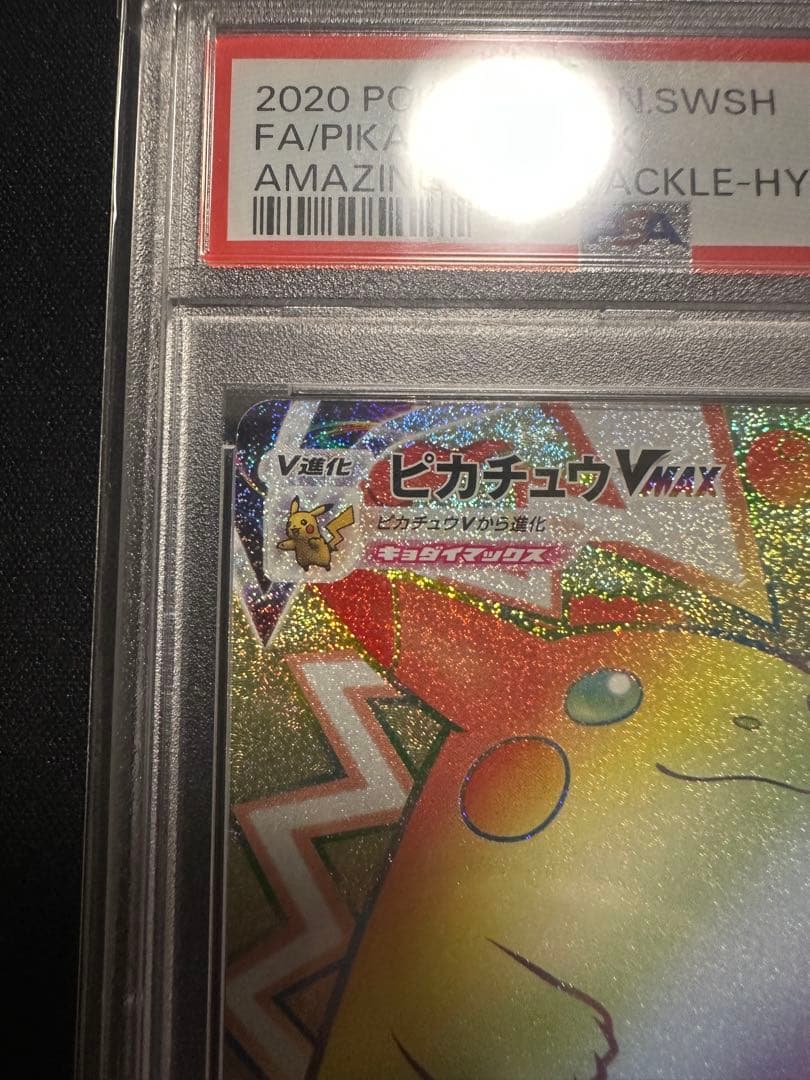 2020 N.SWSH
FA/PIKA
AMAZIN ACKLE-HY
PSA
V進化
ピカチュウVMAX
ピカチュウVから進化
キョダイマックス